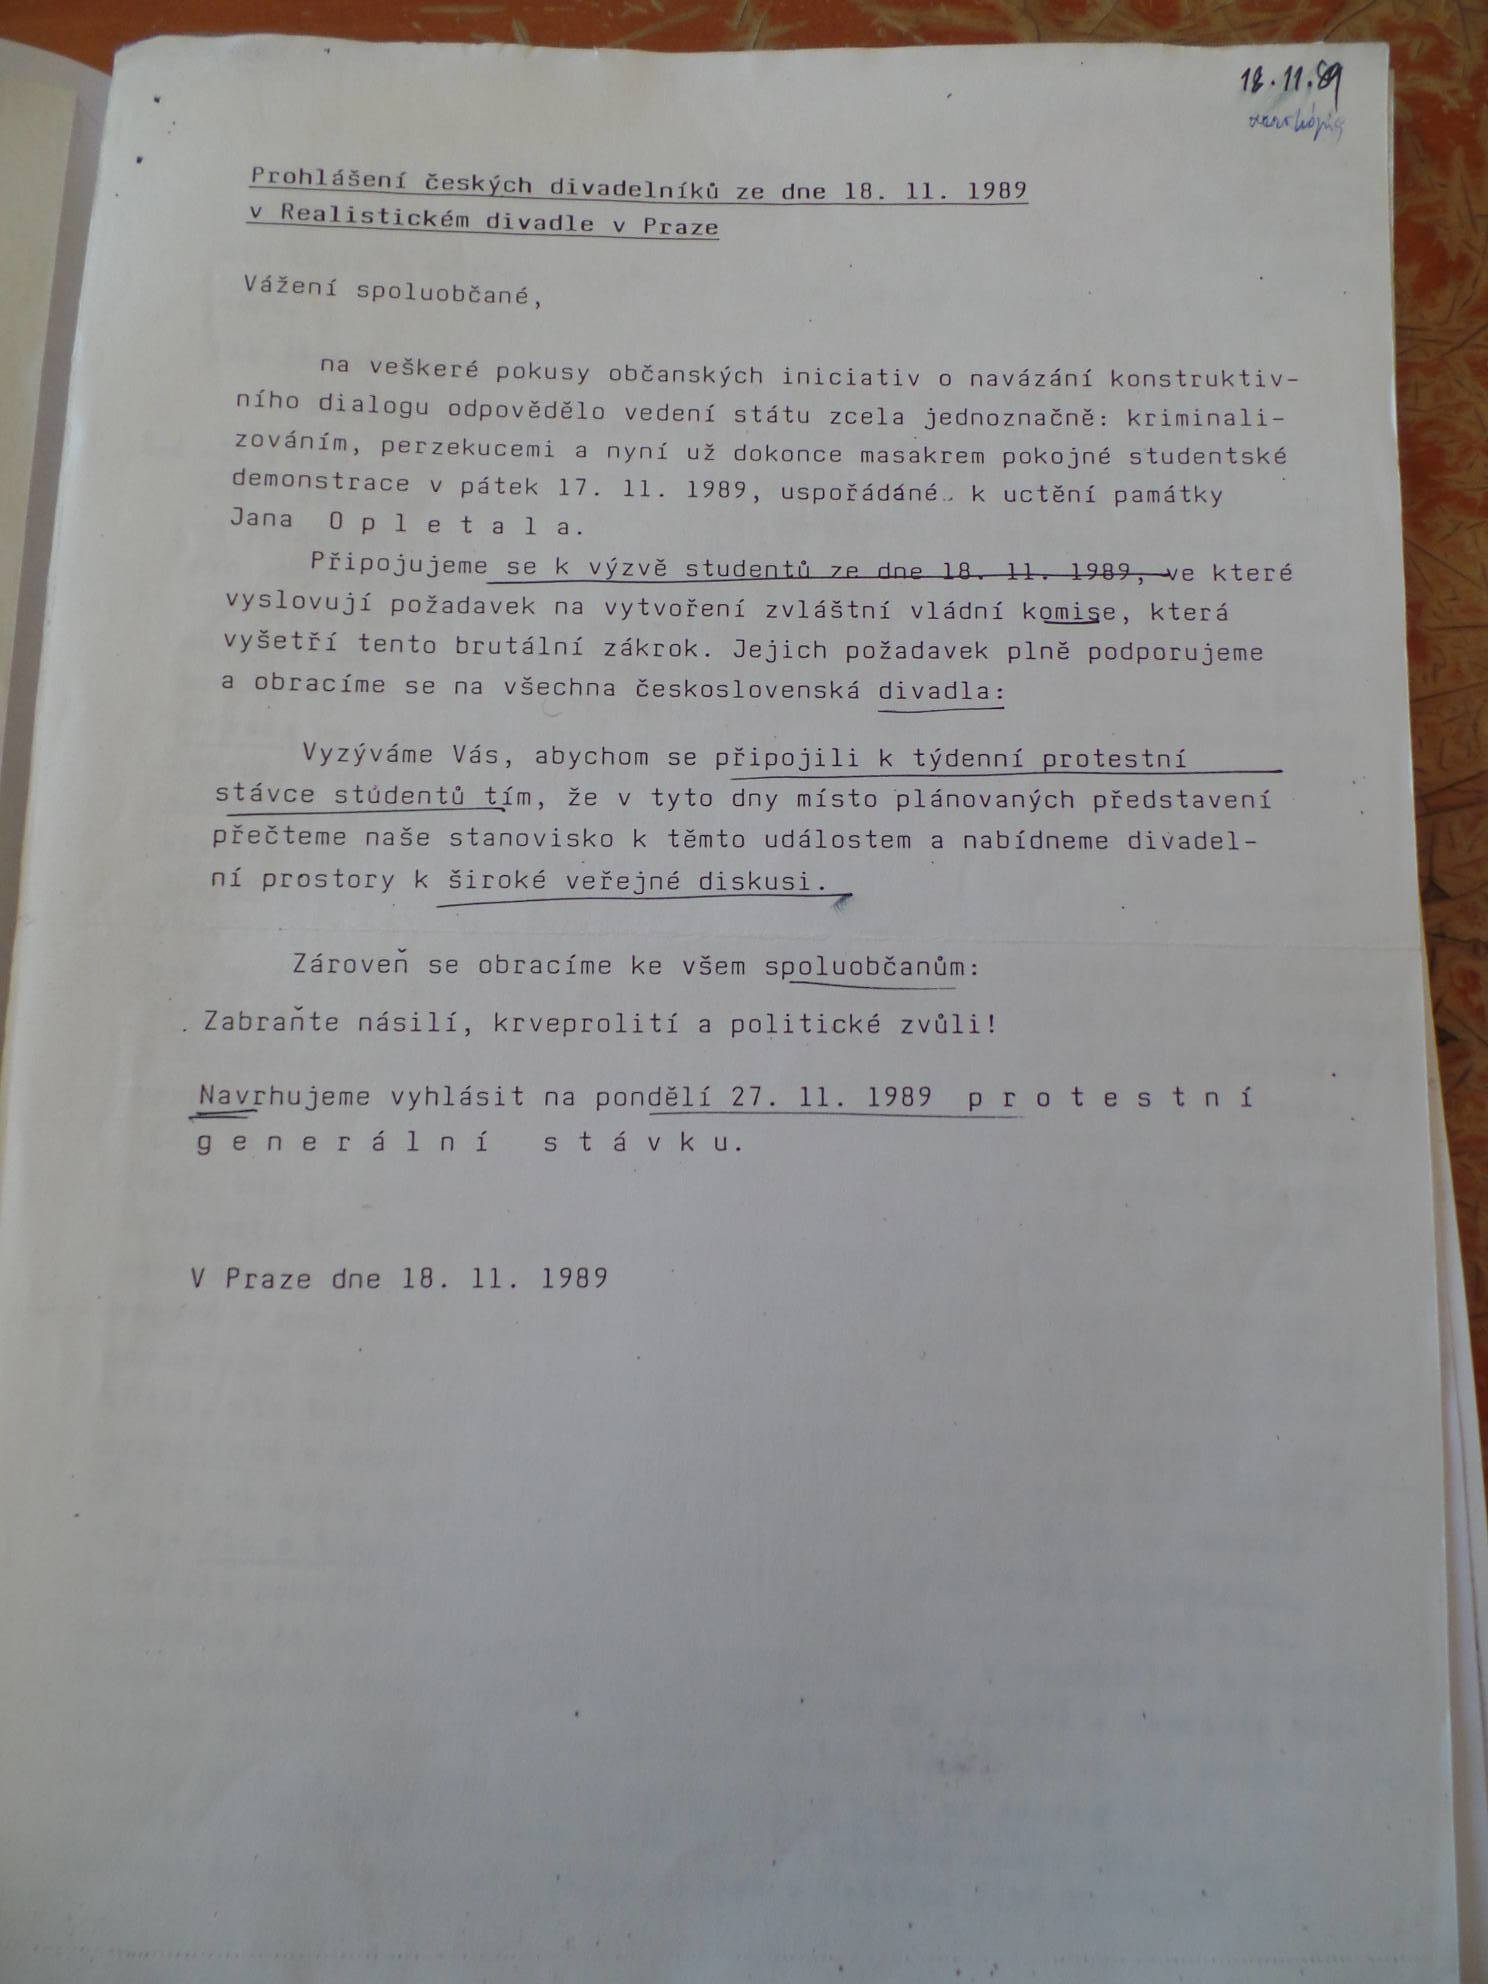 18.11.89
xerokópia
Prohlášení českých divadelníků ze dne 18. 11. 1989
v Realistickém divadle v Praze
Vážení spoluobčané,
na veškeré pokusy občanských iniciativ o navázání konstruktiv-
ního dialogu odpovědělo vedení státu zcela jednoznačně: kriminali-
zováním, perzekucemi a nyní už dokonce masakrem pokojné studentské
demonstrace v pátek 17. 11. 1989, uspořádáné k uctění památky
Jana O p l e t a l a.
Připojujeme se k výzvě studentů ze dne 18. 11. 1989, ve které
vyslovují požadavek na vytvoření zvláštní vládní komise, která
vyšetří tento brutální zákrok. Jejich požadavek plně podporujeme
a obracíme se na všechna československá divadla:
Vyzýváme Vás, abychom se připojili k týdenní protestní
stávce studentů tím, že v tyto dny místo plánovaných představení
přečteme naše stanovisko k těmto událostem a nabídneme divadel-
ní prostory k široké veřejné diskusi.
Zároveň se obracíme ke všem spoluobčanům:
Zabraňte násilí, krveprolití a politické zvůli!
Navrhujeme vyhlásit na pondělí 27. 11. 1989 p r o t e s t n í
g e n e r á l n í s t á v k u.
V Praze dne 18. 11. 1989